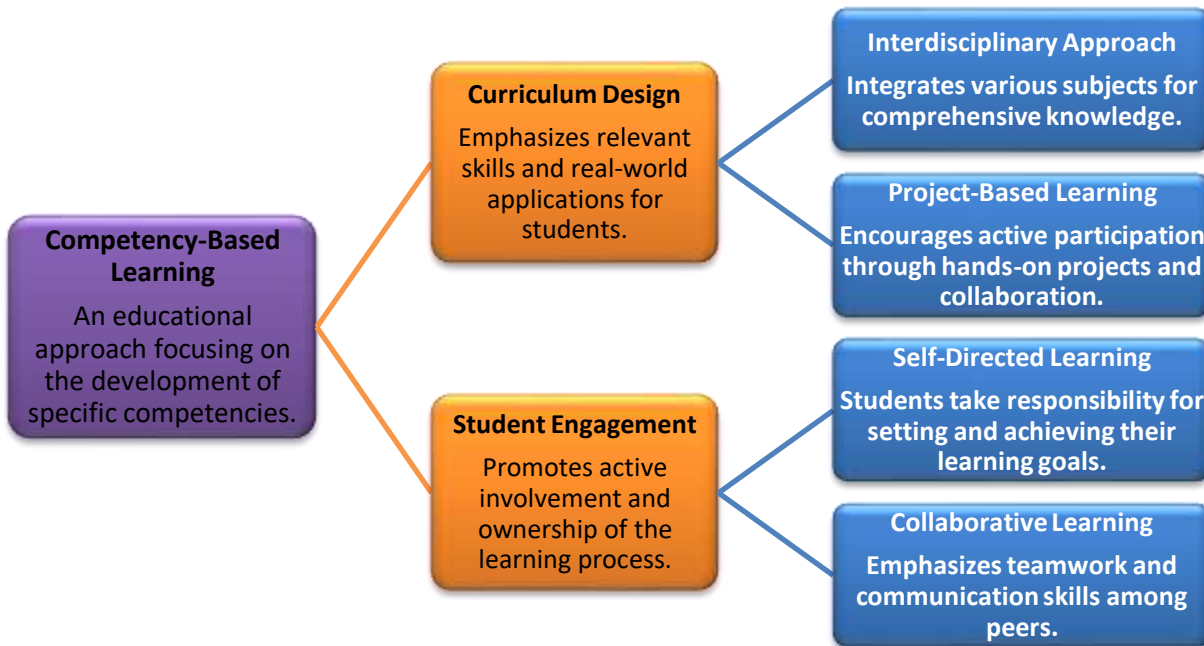 Competency-Based
Learning
An educational
approach focusing on
the development of
specific competencies.
Curriculum Design
Emphasizes relevant
skills and real-world
applications for
students.
Student Engagement
Promotes active
involvement and
ownership of the
learning process.
Interdisciplinary Approach
Integrates various subjects for
comprehensive knowledge.
Project-Based Learning
Encourages active participation
through hands-on projects and
collaboration.
Self-Directed Learning
Students take responsibility for
setting and achieving their
learning goals.
Collaborative Learning
Emphasizes teamwork and
communication skills among
peers.